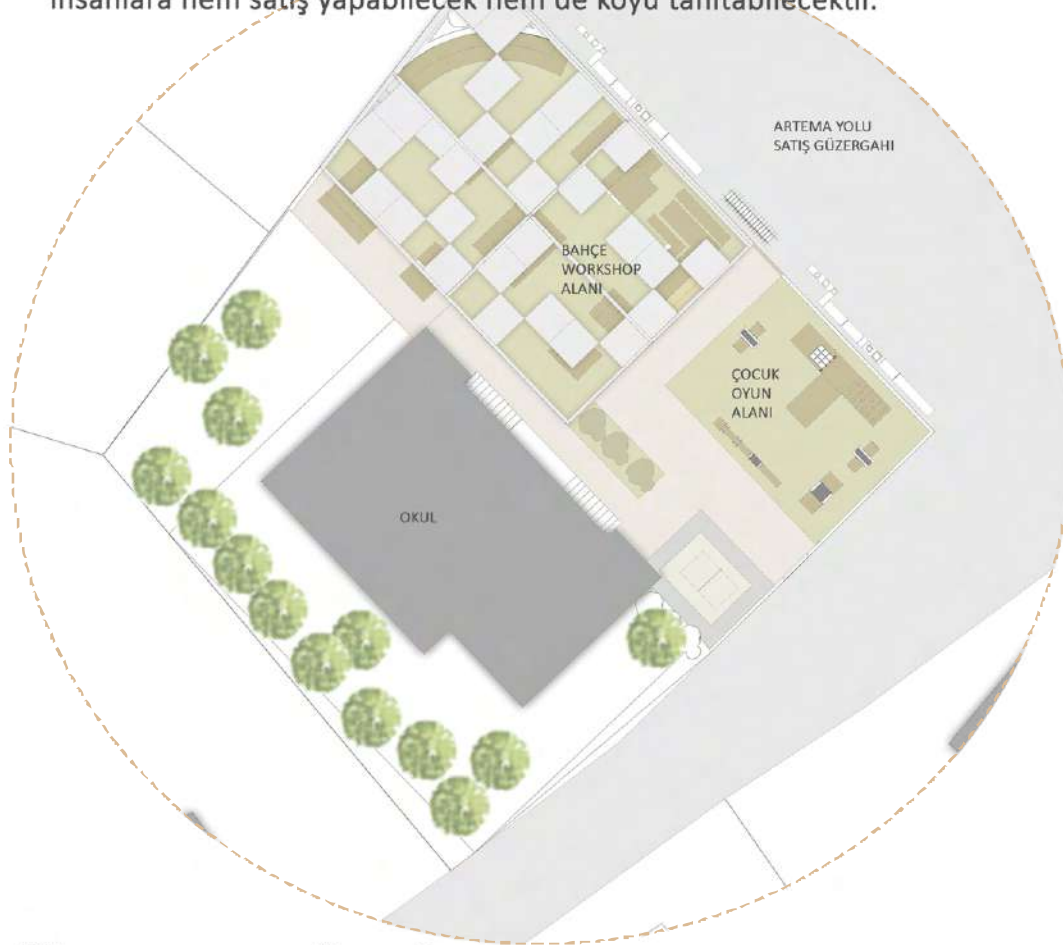 insanlara hem satış yapabilecek hem de köyü tanıtabilecektir.
ARTEMA YOLU
SATIŞ GÜZERGAHI
BAHÇE
WORKSHOP
ALANI
ÇOCUK
OYUN
ALANI
OKUL